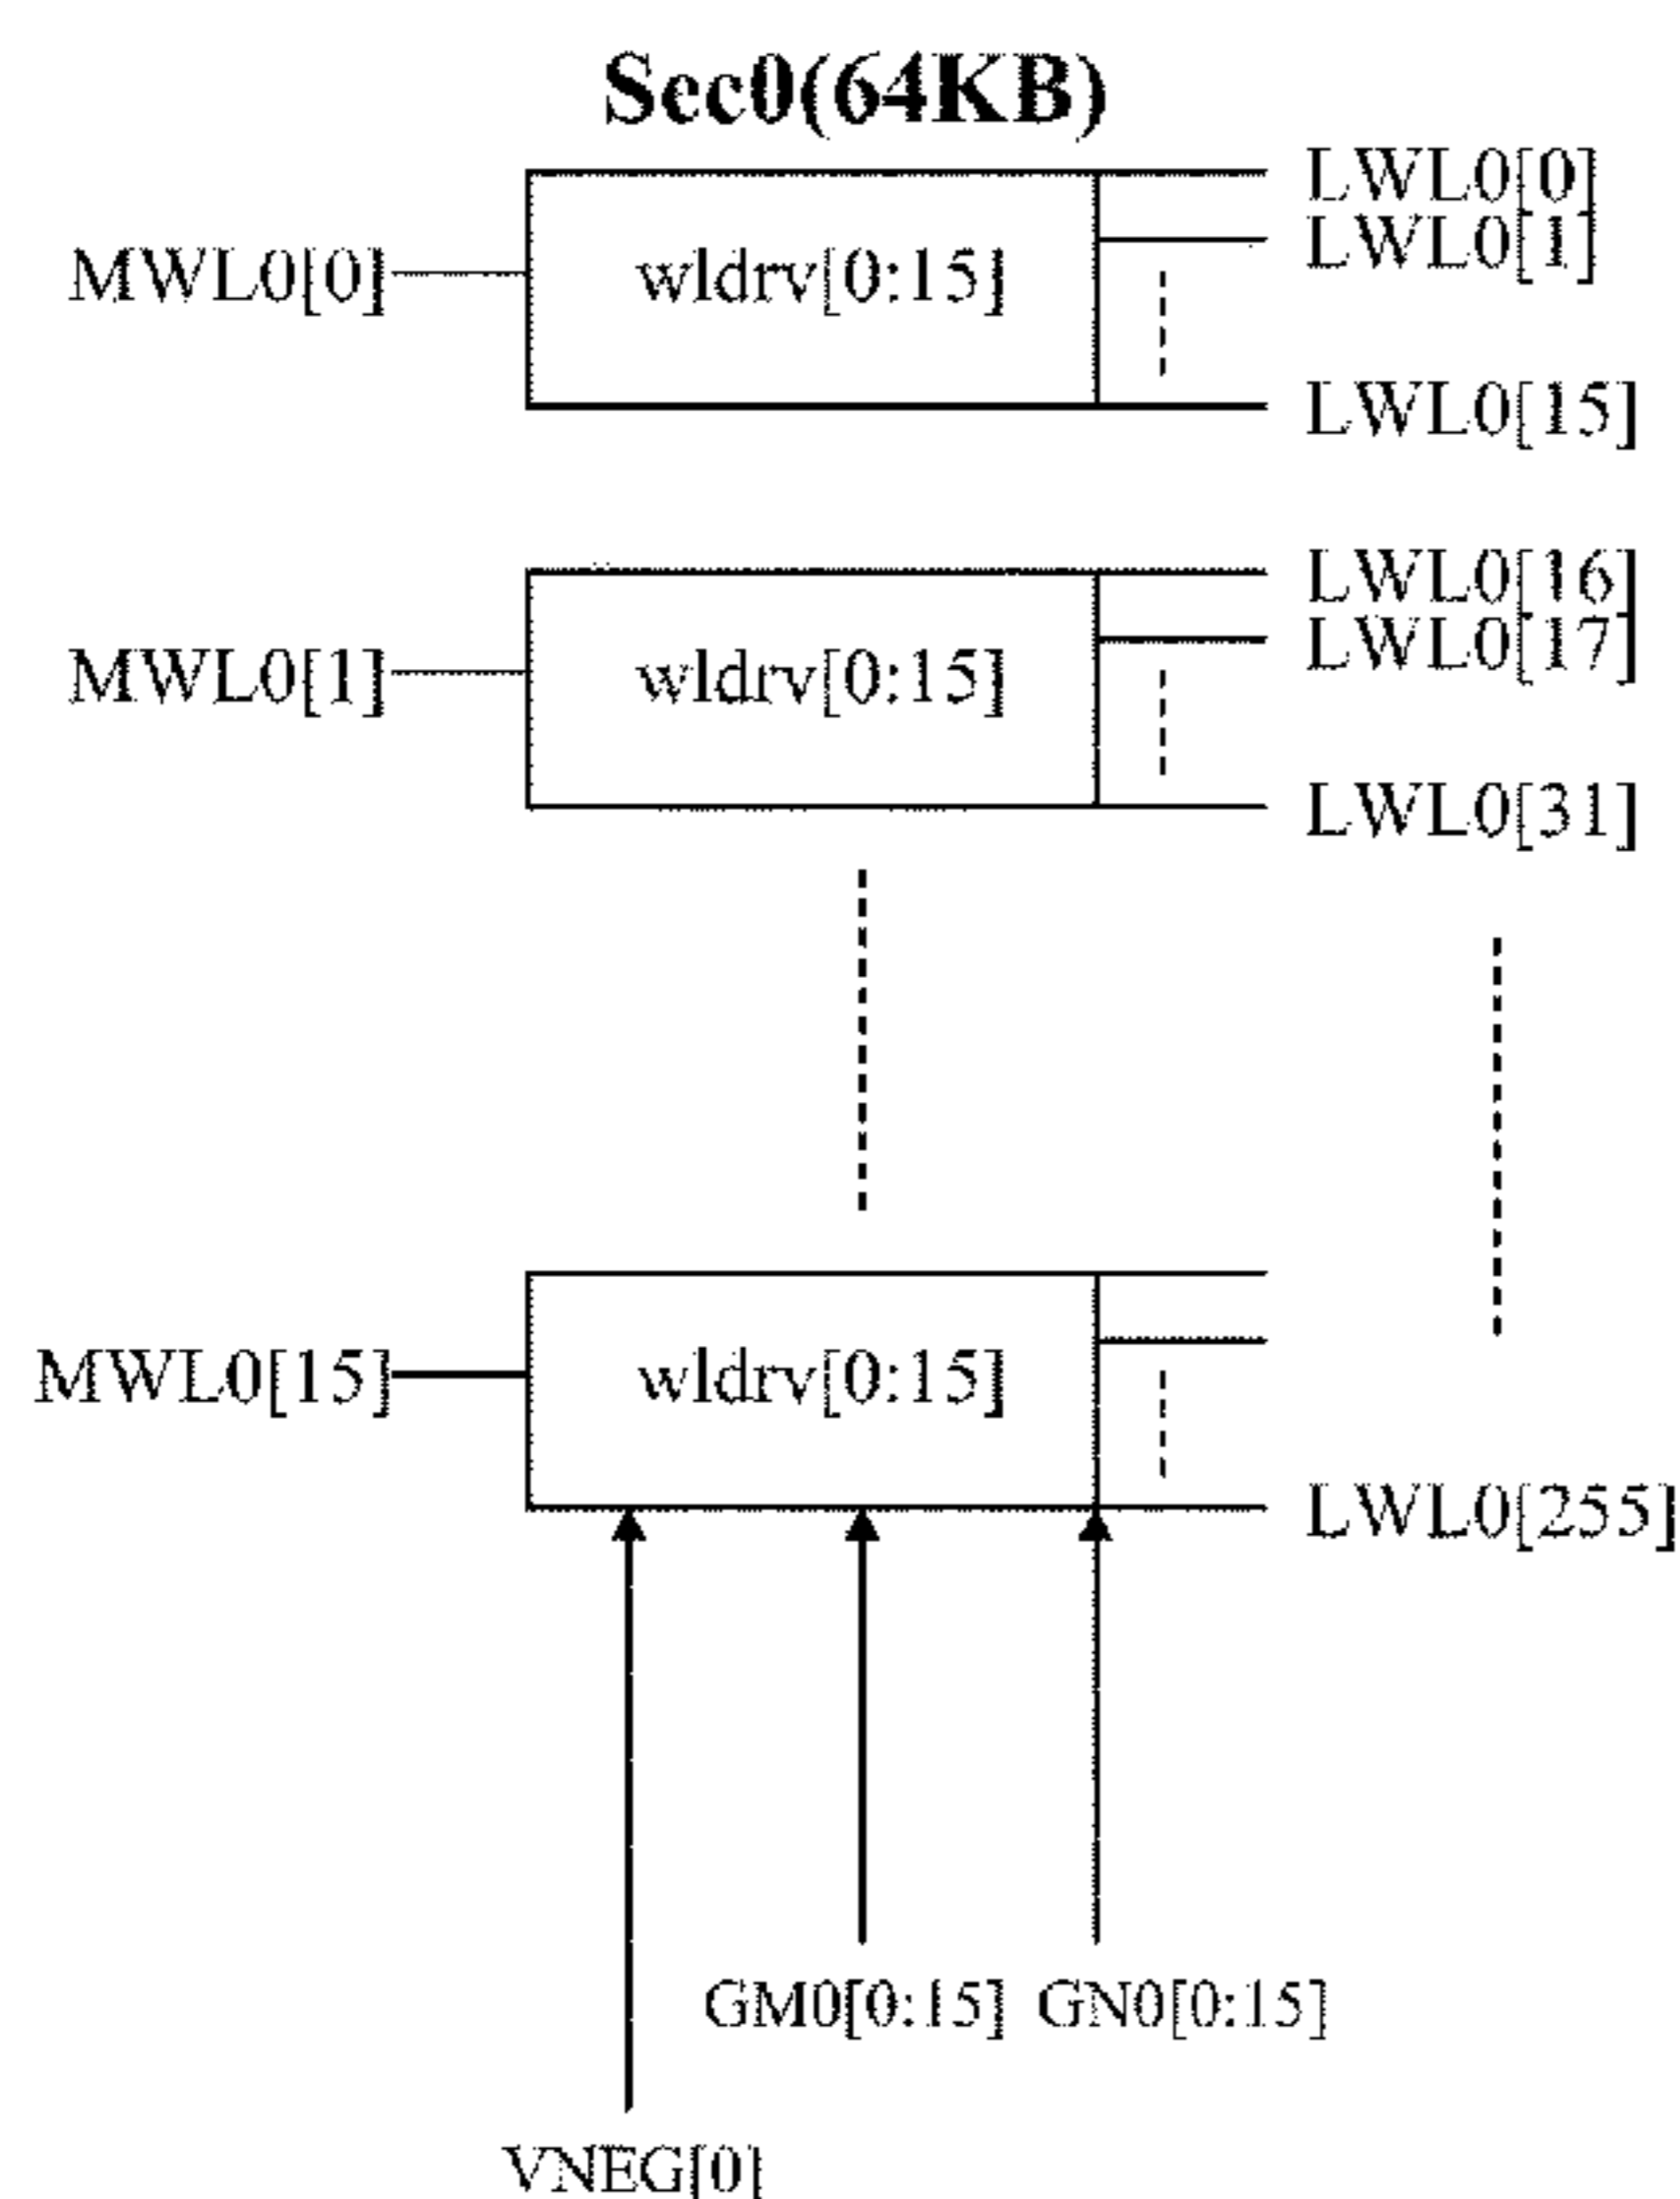 Sec0(64KB)
LWL0[0]
MWL0[0] wldrv[0:15] LWL0[1]
LWL0[15]
LWL0[16]
MWL0[1] wldrv[0:15] LWL0[17]
LWL0[31]
MWL0[15] wldrv[0:15]
LWL0[255]
GM0[0:15] GN0[0:15]
VNEG[0]